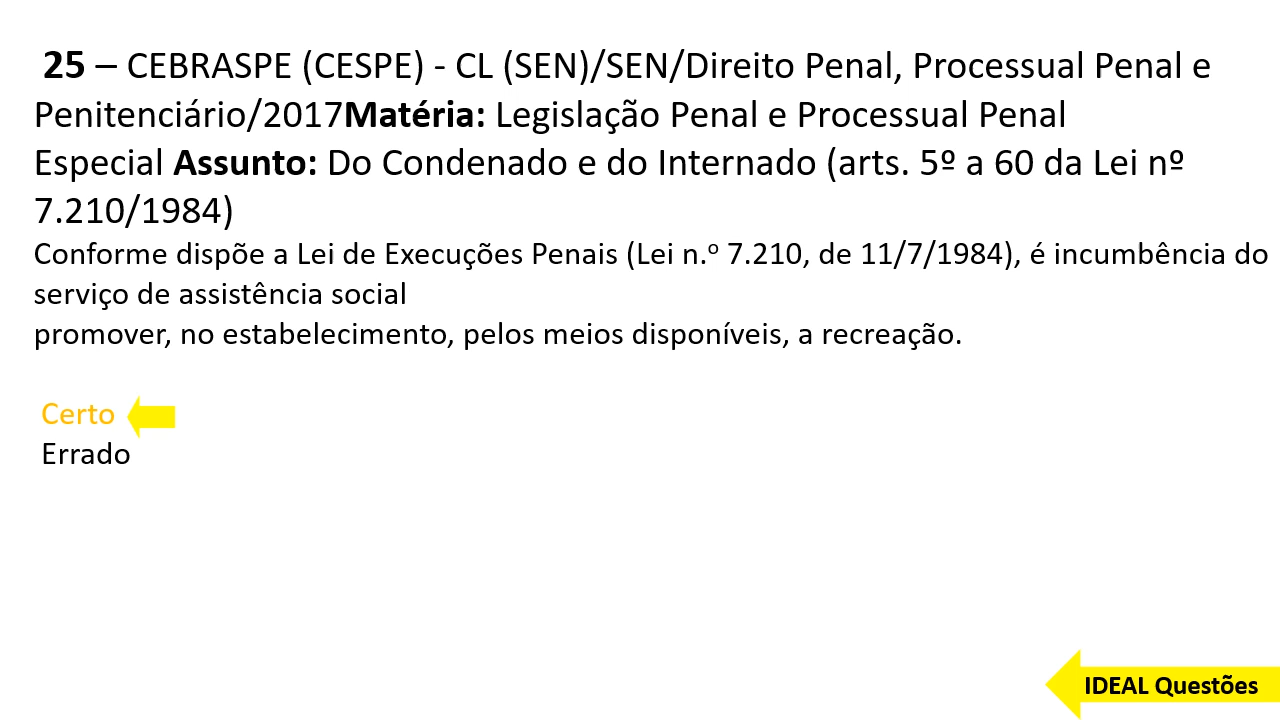 25 – CEBRASPE (CESPE) - CL (SEN)/SEN/Direito Penal, Processual Penal e
Penitenciário/2017Matéria: Legislação Penal e Processual Penal
Especial Assunto: Do Condenado e do Internado (arts. 5º a 60 da Lei nº
7.210/1984)
Conforme dispõe a Lei de Execuções Penais (Lei n.º 7.210, de 11/7/1984), é incumbência do
serviço de assistência social
promover, no estabelecimento, pelos meios disponíveis, a recreação.
Certo
Errado
IDEAL Questões